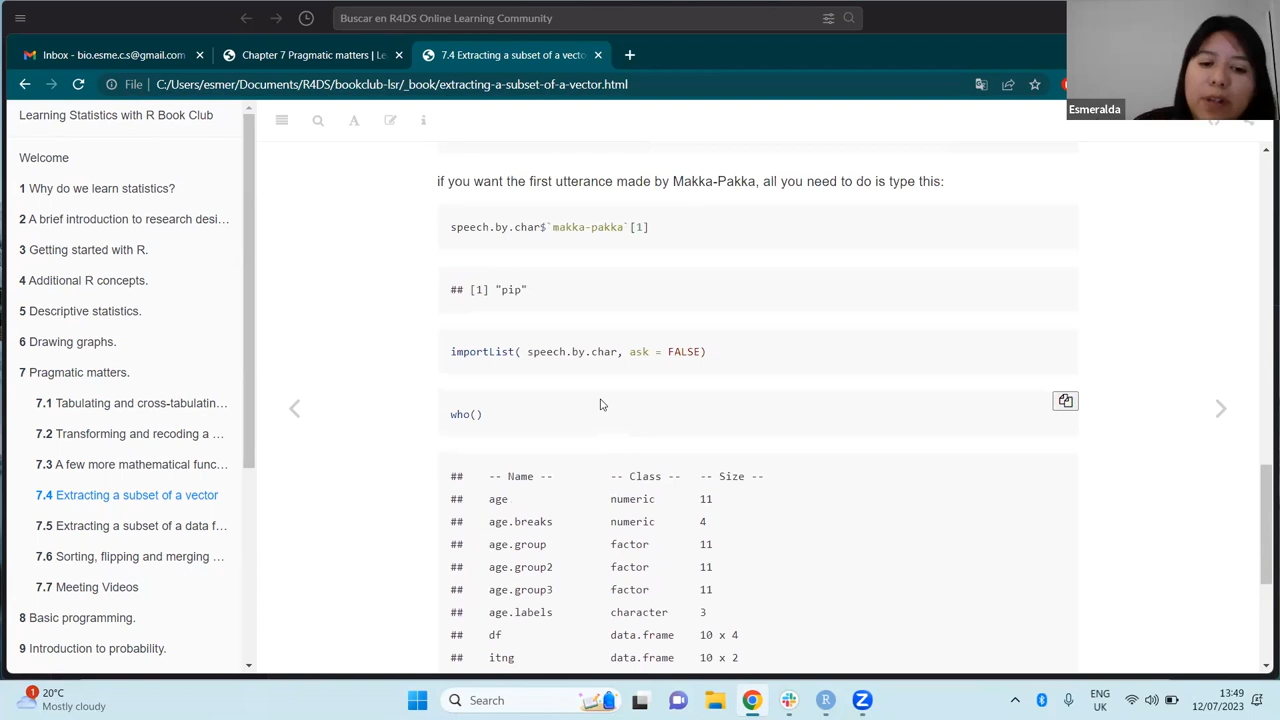 Buscar en R4DS Online Learning Community
Inbox - bio.esme.c.s@gmail.com
Chapter 7 Pragmatic matters | Le
7.4 Extracting a subset of a vecto
File
C:/Users/esmer/Documents/R4DS/bookclub-lsr/_book/extracting-a-subset-of-a-vector.html
Esmeralda
Learning Statistics with R Book Club
Welcome
1 Why do we learn statistics?
2 A brief introduction to research desi...
3 Getting started with R.
4 Additional R concepts.
5 Descriptive statistics.
6 Drawing graphs.
7 Pragmatic matters.
7.1 Tabulating and cross-tabulatin...
7.2 Transforming and recoding a ...
7.3 A few more mathematical func...
7.4 Extracting a subset of a vector
7.5 Extracting a subset of a data f...
7.6 Sorting, flipping and merging ...
7.7 Meeting Videos
8 Basic programming.
9 Introduction to probability.
if you want the first utterance made by Makka-Pakka, all you need to do is type this:
speech.by.char$`makka-pakka`[1]
## [1] "pip"
importList( speech.by.char, ask = FALSE)
who()
## -- Name -- -- Class -- -- Size --
## age numeric 11
## age.breaks numeric 4
## age.group factor 11
## age.group2 factor 11
## age.group3 factor 11
## age.labels character 3
## df data.frame 10 x 4
## itng data.frame 10 x 2
1
20°C
Mostly cloudy
Search
ENG
UK
13:49
12/07/2023